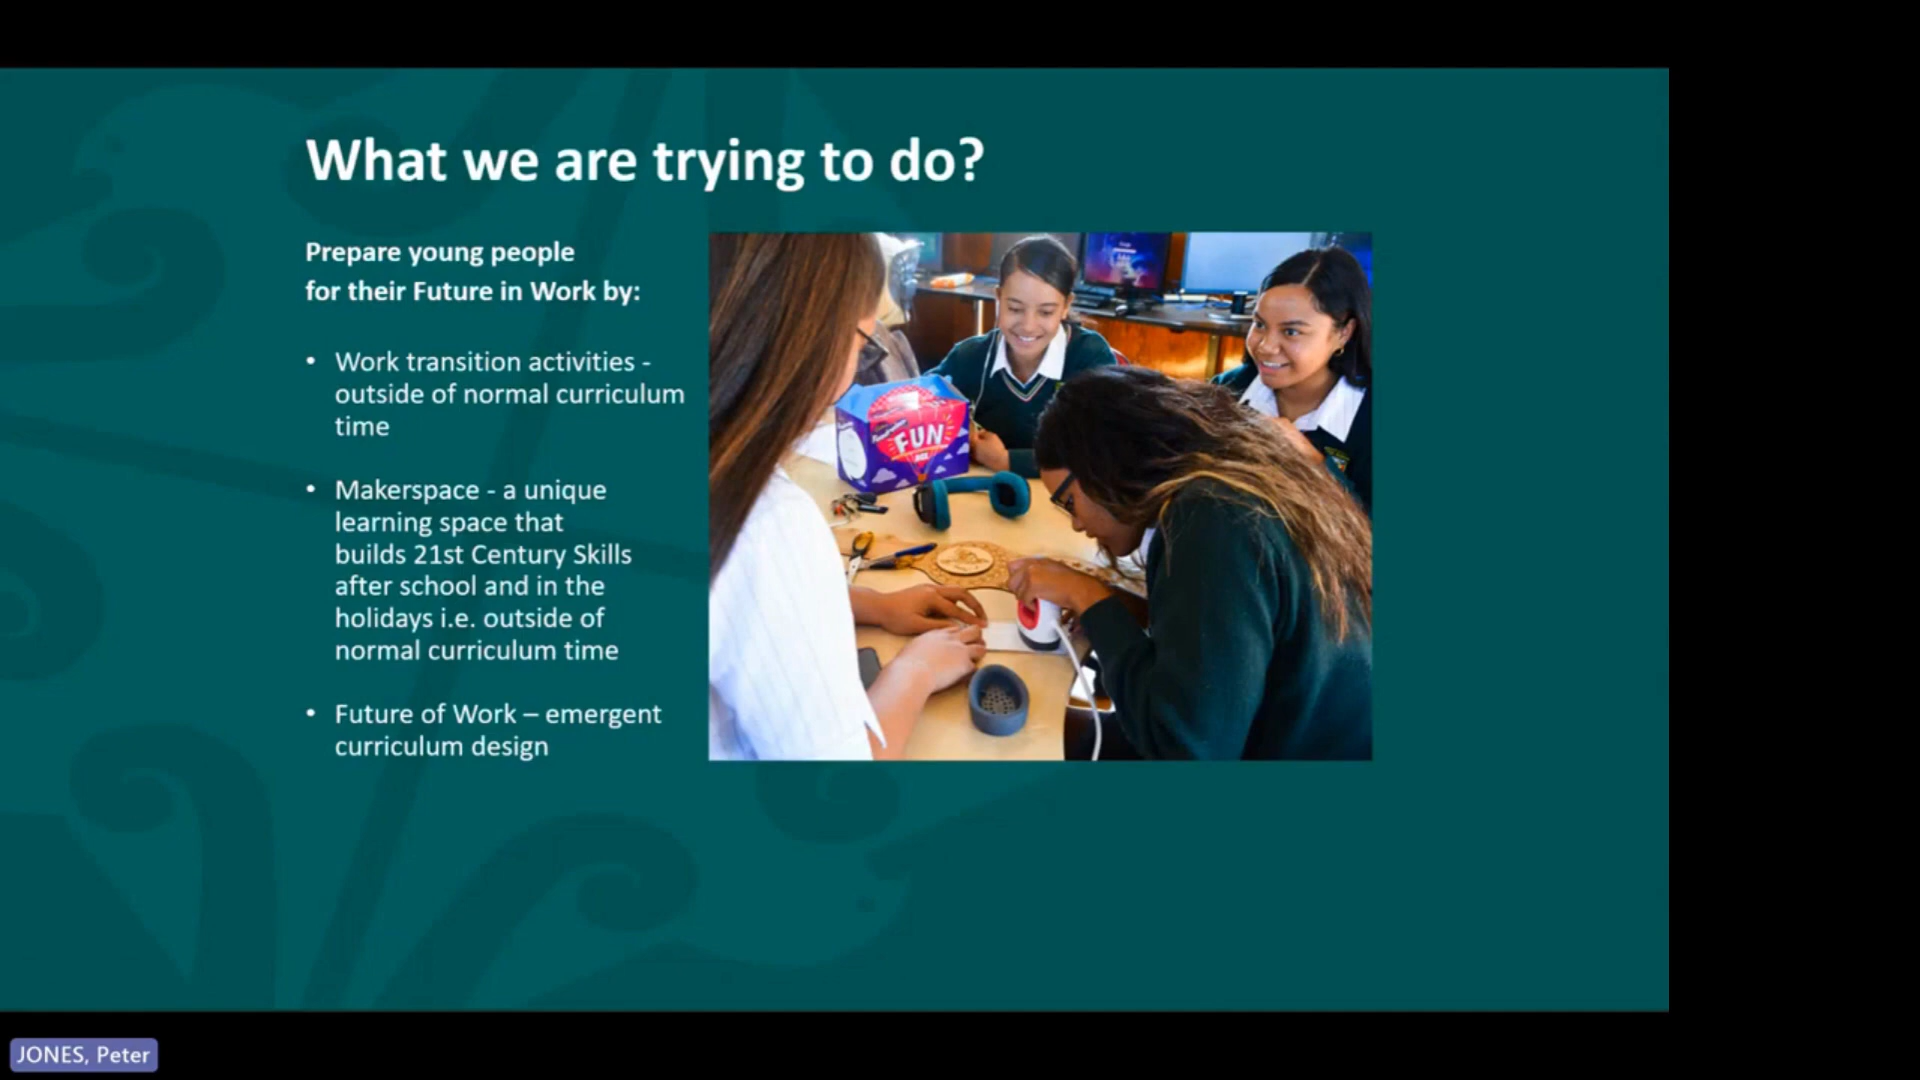 What we are trying to do?
Prepare young people
for their Future in Work by:
• Work transition activities -
outside of normal curriculum
time
• Makerspace - a unique
learning space that
builds 21st Century Skills
after school and in the
holidays i.e. outside of
normal curriculum time
• Future of Work – emergent
curriculum design
FUN
JONES, Peter